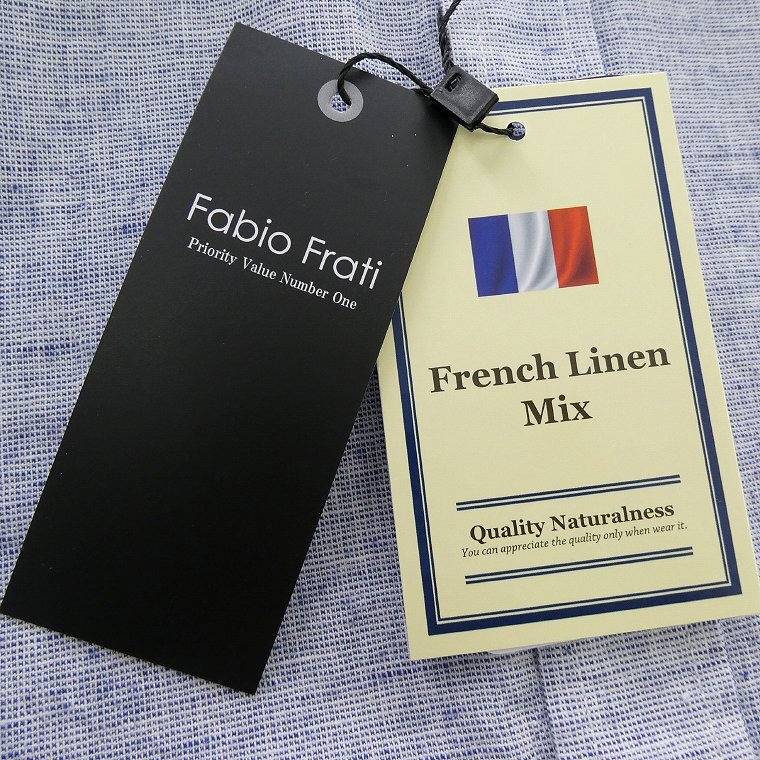 Fabio Frati
Priority Value Number One
French Linen
Mix
Quality Naturalness
You can appreciate the quality only when wear it.